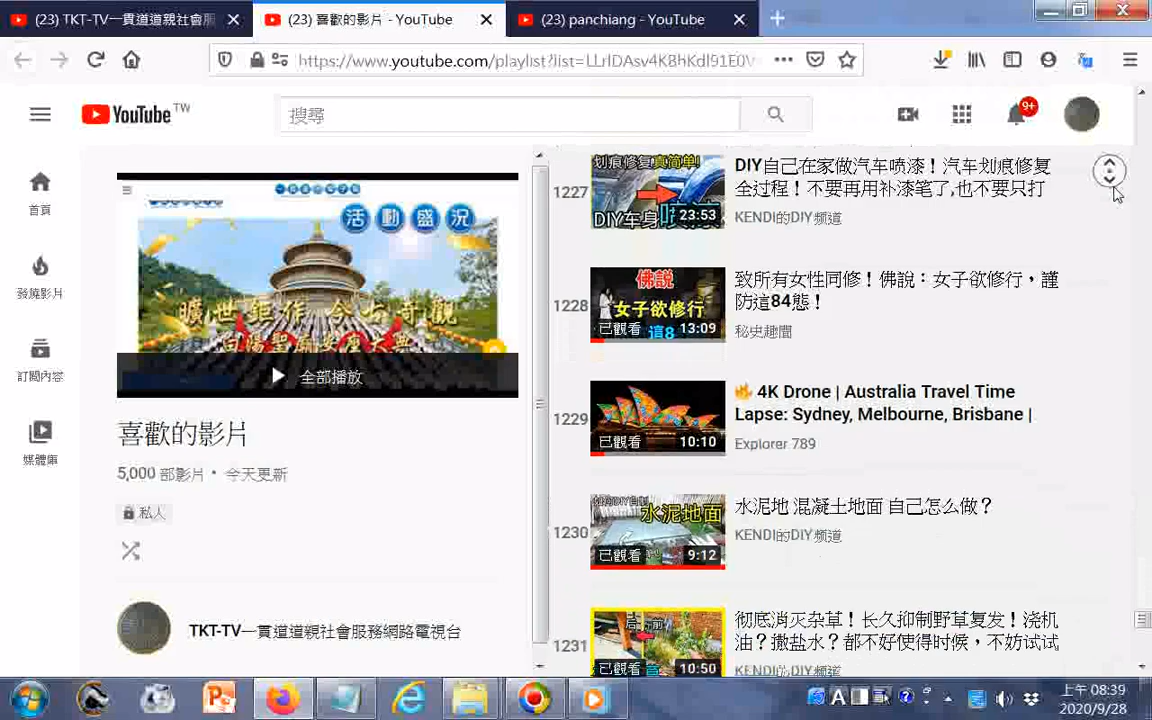 (23) TKT-TV一貫道道親社會服
(23) 喜歡的影片 - YouTube
(23) panchiang - YouTube
https://www.youtube.com/playlist?list=LLrIDAsv4KBhKdl91E0V
YouTube TW
搜尋
9+
首頁
發燒影片
訂閱內容
媒體庫
活動盛況
曠世鉅作 今古奇觀
全部播放
喜歡的影片
5,000 部影片・今天更新
私人
TKT-TV一貫道道親社會服務網路電視台
1227
划痕修复真简单!
DIY车身
23:53
DIY自己在家做汽车喷漆！汽车划痕修复
全过程！不要再用补漆笔了,也不要只打
KENDI的DIY频道
1228
佛説
女子欲修行
這8
已觀看
13:09
致所有女性同修！佛說：女子欲修行，謹
防這84態！
秘史趣聞
1229
已觀看
10:10
4K Drone | Australia Travel Time
Lapse: Sydney, Melbourne, Brisbane |
Explorer 789
1230
水泥地面
已觀看
9:12
水泥地 混凝土地面 自己怎么做？
KENDI的DIY频道
1231
后 前
已觀看
10:50
彻底消灭杂草！长久抑制野草复发！浇机
油？撒盐水？都不好使得时候，不妨试试
KENDI的DIY频道
上午 08:39
2020/9/28